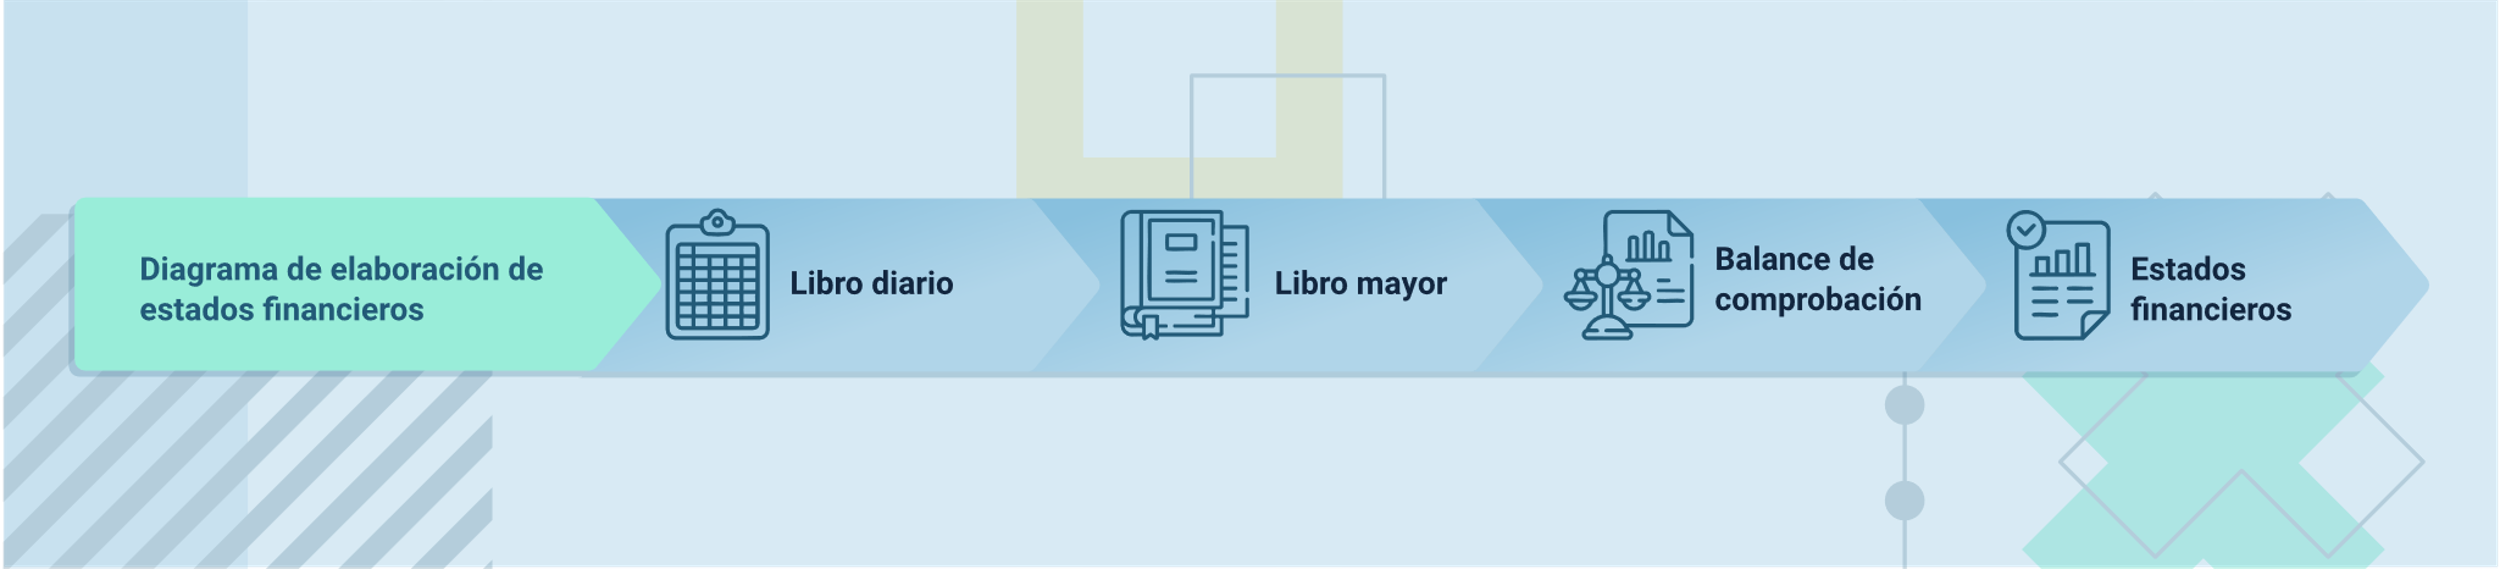 Diagrama de elaboración de
estados financieros
Libro diario
Libro mayor
Balance de
comprobación
Estados
financieros